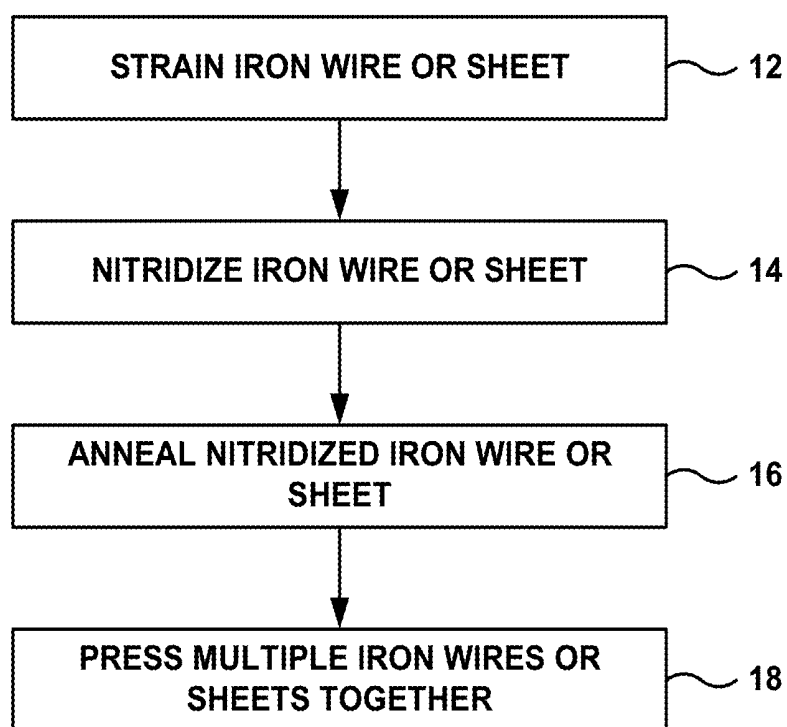 STRAIN IRON WIRE OR SHEET
12
NITRIDIZE IRON WIRE OR SHEET
14
ANNEAL NITRIDIZED IRON WIRE OR
SHEET
16
PRESS MULTIPLE IRON WIRES OR
SHEETS TOGETHER
18